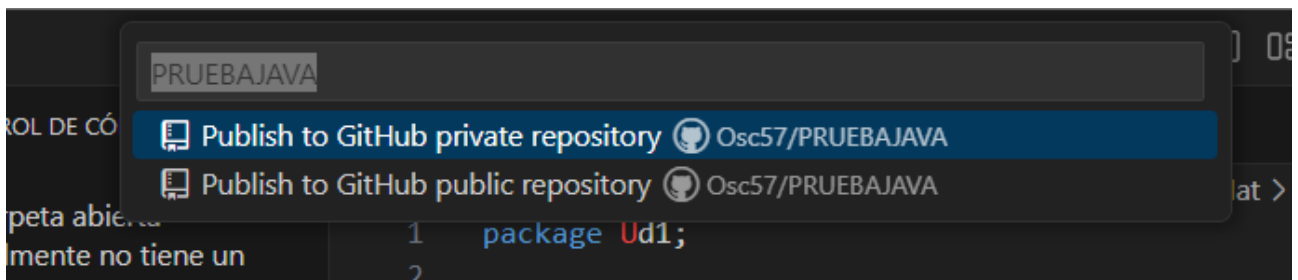 PRUEBAJAVA
ROL DE CÓ
Publish to GitHub private repository Osc57/PRUEBAJAVA
Publish to GitHub public repository Osc57/PRUEBAJAVA
rpeta abierta
lmente no tiene un
lat >
1 package Ud1;
2